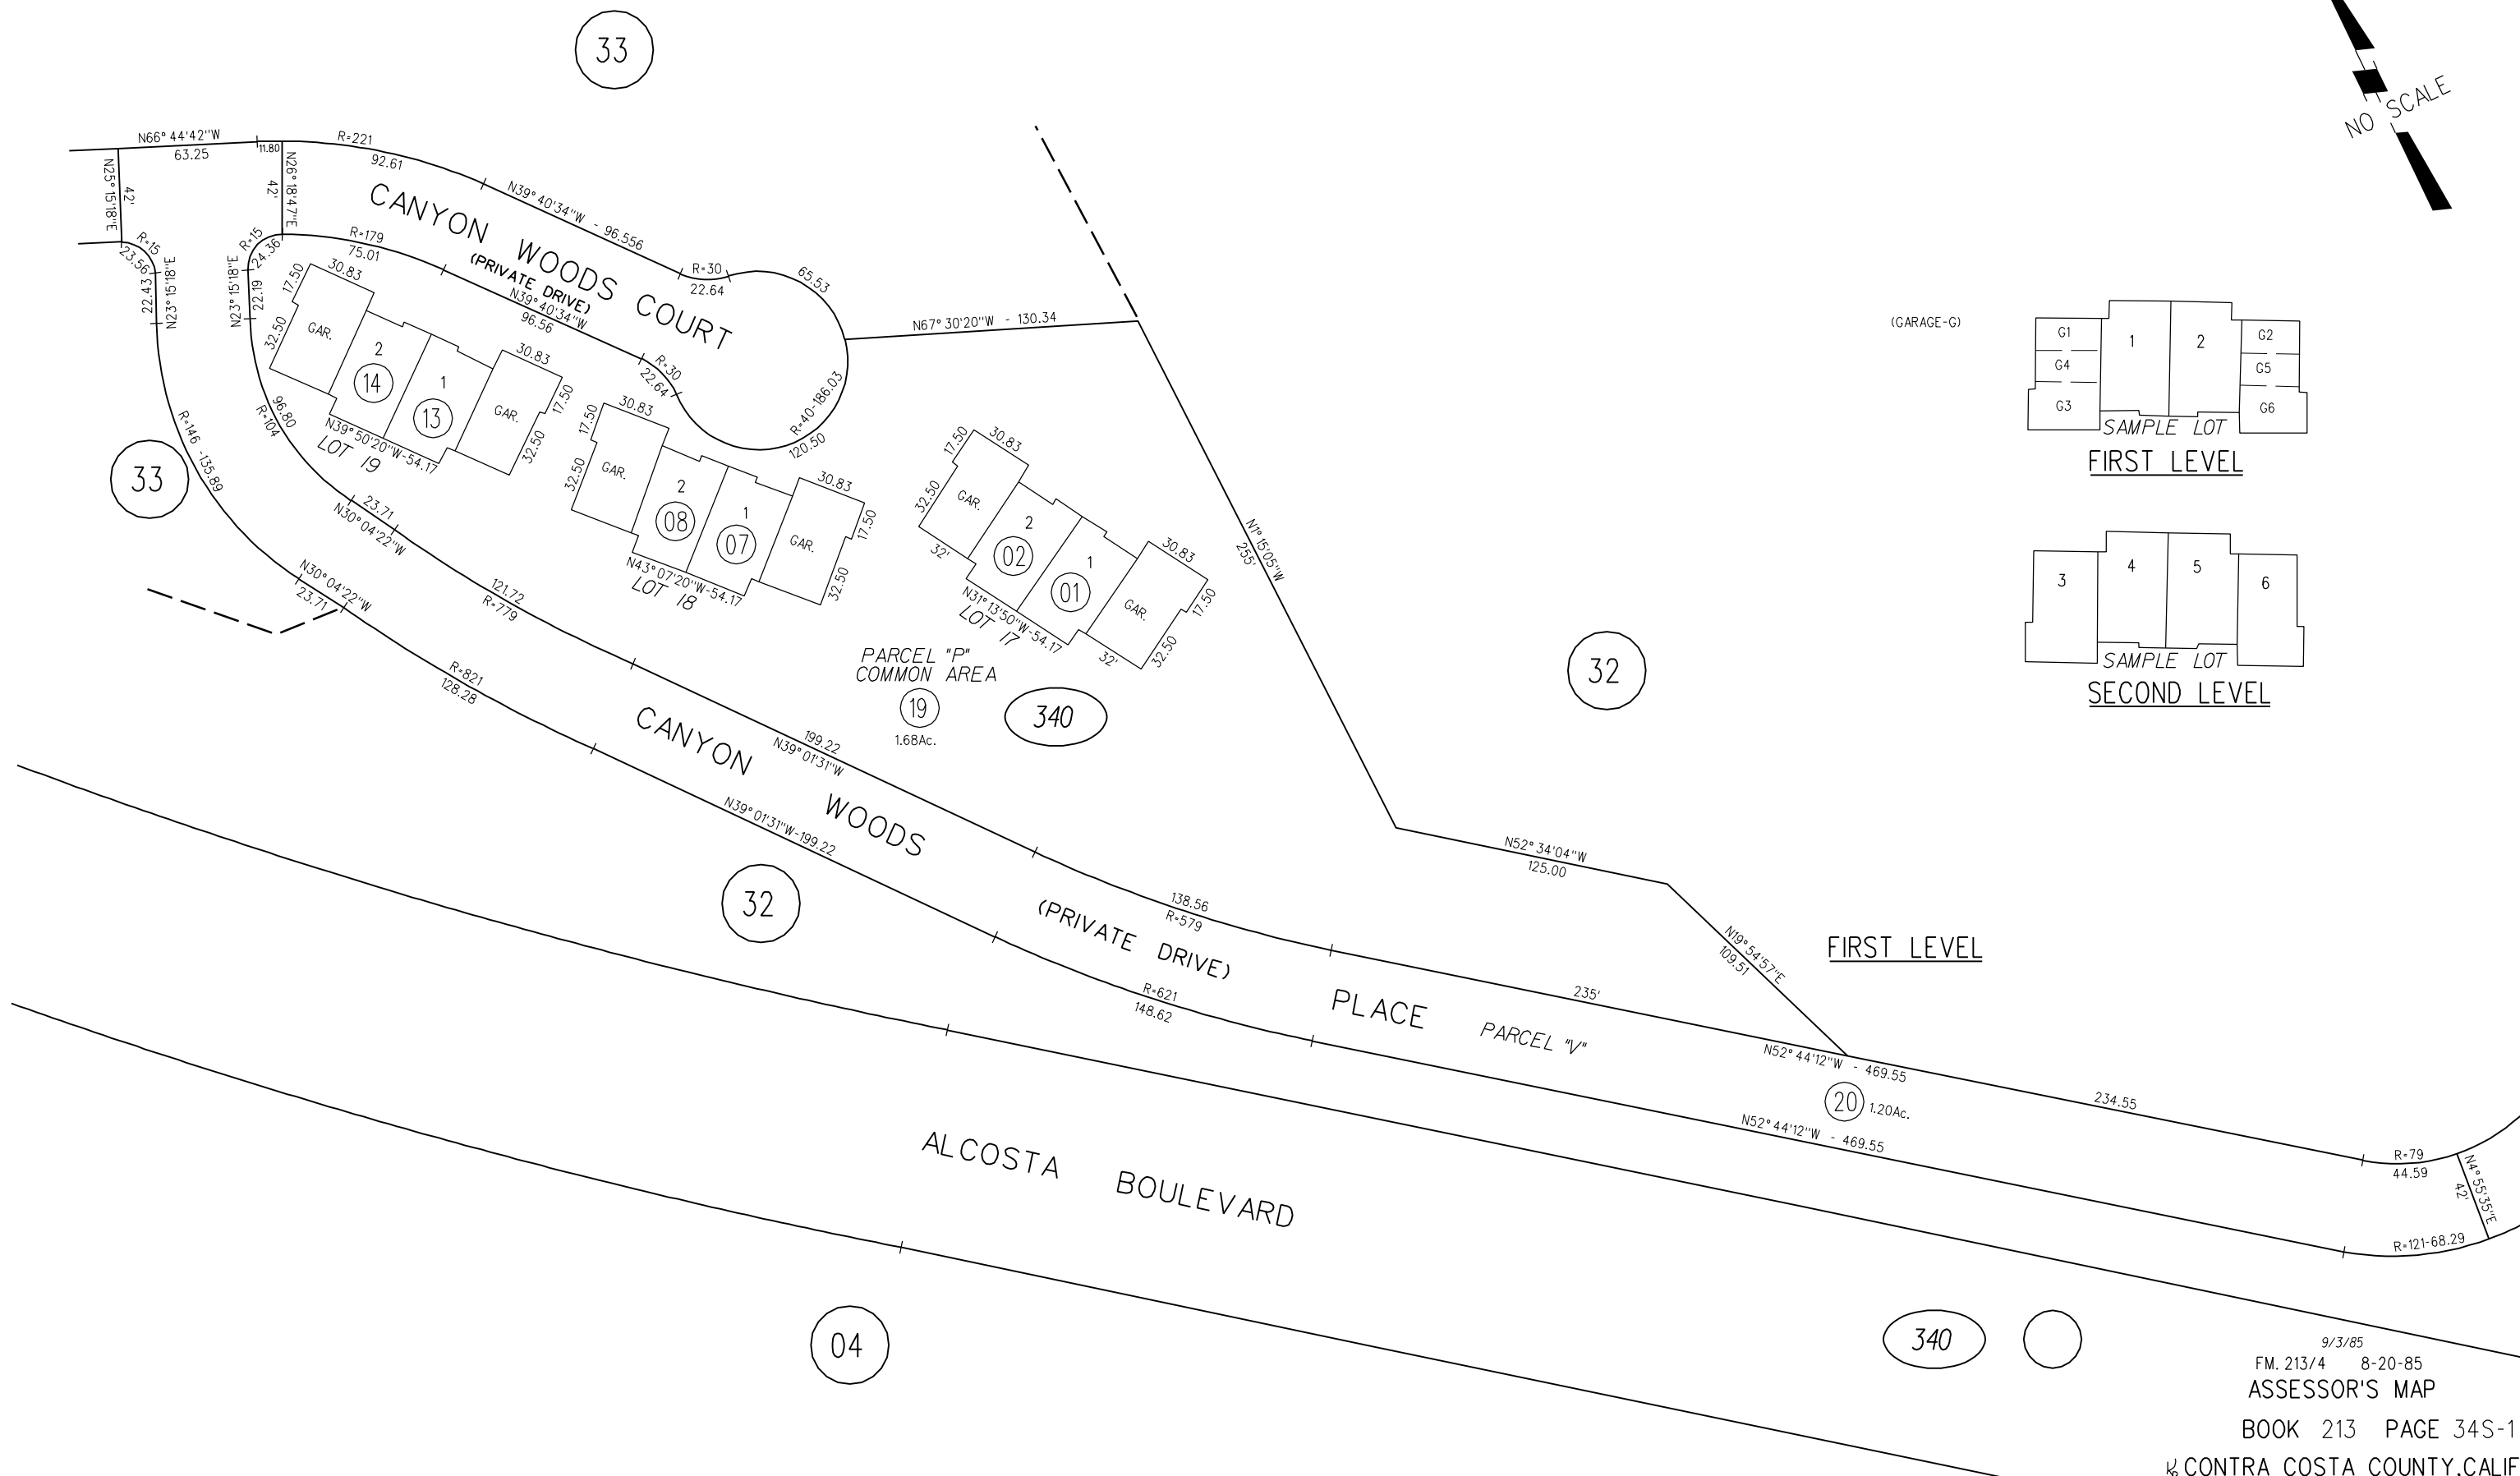 33
NO SCALE
N66°44'42"W
63.25
11.80
R=221
92.61
N25°15'18"E
42'
N26°18'47"E
42'
N39°40'34"W - 96.556
CANYON WOODS COURT
(PRIVATE DRIVE)
R=15
23.56
R=15
24.36
R=179
75.01
N39°40'34"W
96.56
R=30
22.64
65.53
N67°30'20"W - 130.34
R=30
22.64
R=40-186.03
120.50
22.43
N23°15'18"E
N23°15'18"E
22.19
17.50
30.83
GAR.
32.50
2
14
1
13
30.83
GAR.
17.50
32.50
N39°50'20"W-54.17
LOT 19
R=146 -135.89
96.80
R=104
33
17.50
30.83
GAR.
32.50
2
08
1
07
30.83
GAR.
17.50
32.50
N43°07'20"W-54.17
LOT 18
17.50
30.83
GAR.
32.50
32'
2
02
1
01
30.83
GAR.
17.50
32.50
32'
N31°13'50"W-54.17
LOT 17
N1°15'05"W
255'
(GARAGE-G)
G1
G4
G3
1
2
G2
G5
G6
SAMPLE LOT
FIRST LEVEL
3
4
5
6
SAMPLE LOT
SECOND LEVEL
23.71
N30°04'22"W
N30°04'22"W
23.71
121.72
R=779
R=821
128.28
PARCEL "P"
COMMON AREA
19
1.68Ac.
340
32
199.22
N39°01'31"W
N39°01'31"W-199.22
CANYON WOODS
(PRIVATE DRIVE)
PLACE
PARCEL "V"
32
138.56
R=579
R=621
148.62
N52°34'04"W
125.00
N19°54'57"E
109.51
FIRST LEVEL
235'
N52°44'12"W - 469.55
20
1.20Ac.
N52°44'12"W - 469.55
234.55
R=79
44.59
N4°55'35"E
42'
R=121-68.29
ALCOSTA BOULEVARD
04
340
9/3/85
FM. 213/4 8-20-85
ASSESSOR'S MAP
BOOK 213 PAGE 34S-1
CONTRA COSTA COUNTY, CALIF